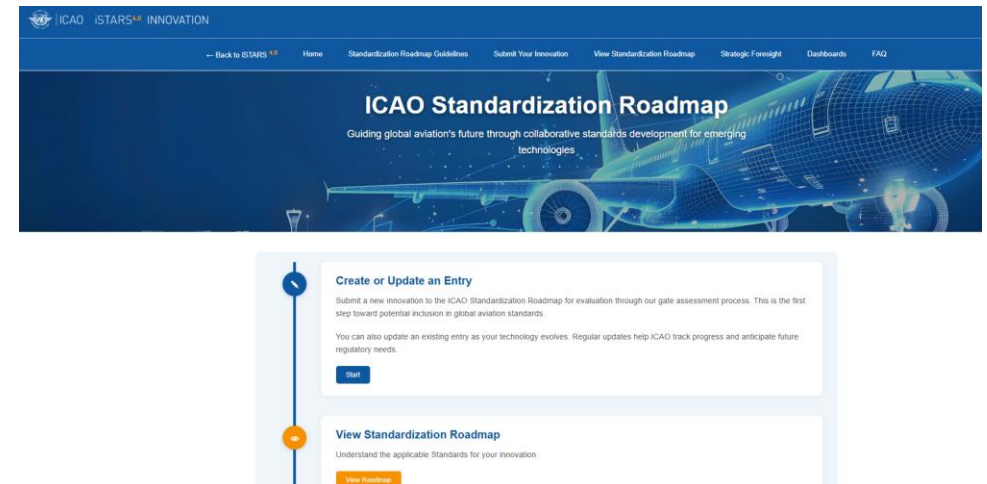 ICAO iSTARS4.0 INNOVATION
← Back to iSTARS 4.0 Home Standardization Roadmap Guidelines Submit Your Innovation View Standardization Roadmap Strategic Foresight Dashboards FAQ
ICAO Standardization Roadmap
Guiding global aviation's future through collaborative standards development for emerging
technologies
Create or Update an Entry
Submit a new innovation to the ICAO Standardization Roadmap for evaluation through our gate assessment process. This is the first
step toward potential inclusion in global aviation standards.
You can also update an existing entry as your technology evolves. Regular updates help ICAO track progress and anticipate future
regulatory needs.
Start
View Standardization Roadmap
Understand the applicable Standards for your innovation
View Roadmap